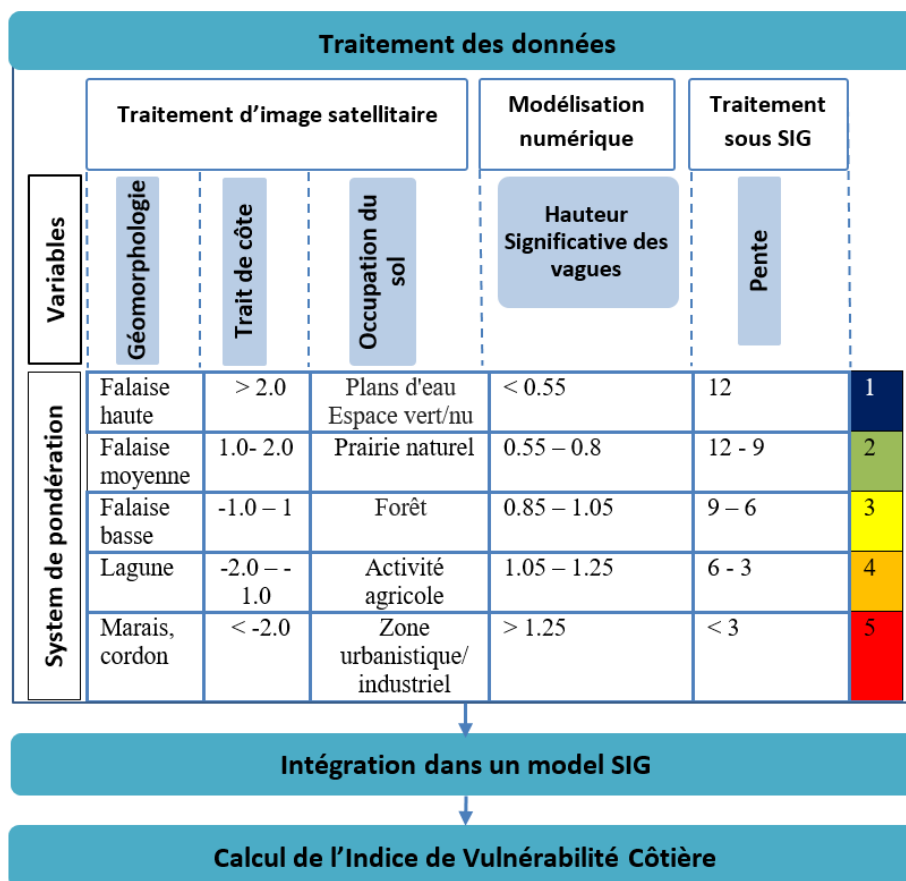 Traitement des données
Traitement d’image satellitaire
Modélisation
numérique
Traitement
sous SIG
Variables
Géomorphologie
Trait de côte
Occupation du
sol
Hauteur
Significative des
vagues
Pente
System de pondération
Falaise
haute
> 2.0
Plans d'eau
Espace vert/nu
< 0.55
12
1
Falaise
moyenne
1.0- 2.0
Prairie naturel
0.55 – 0.8
12 - 9
2
Falaise
basse
-1.0 – 1
Forêt
0.85 – 1.05
9 – 6
3
Lagune
-2.0 – -
1.0
Activité
agricole
1.05 – 1.25
6 - 3
4
Marais,
cordon
< -2.0
Zone
urbanistique/
industriel
> 1.25
< 3
5
Intégration dans un model SIG
Calcul de l’Indice de Vulnérabilité Côtière